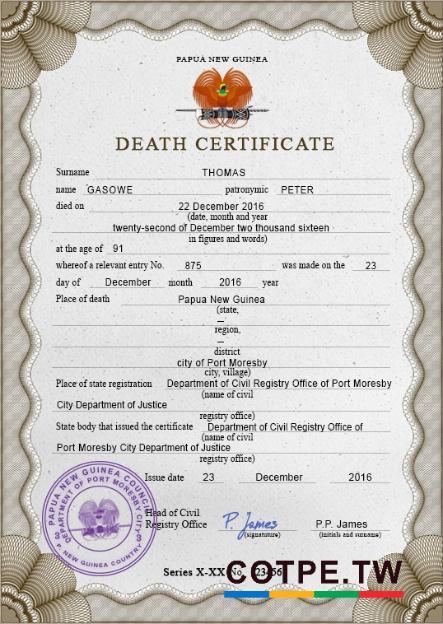 PAPUA NEW GUINEA
DEATH CERTIFICATE
Surname THOMAS
name GASOWE patronymic PETER
died on 22 December 2016
(date, month and year
twenty-second of December two thousand sixteen
in figures and words)
at the age of 91
whereof a relevant entry No. 875 was made on the 23
day of December month 2016 year
Place of death Papua New Guinea
(state,
—
region,
—
district
city of Port Moresby
city, village)
Place of state registration Department of Civil Registry Office of Port Moresby
(name of civil
City Department of Justice
registry office)
State body that issued the certificate Department of Civil Registry Office of
(name of civil
Port Moresby City Department of Justice
registry office)
Issue date 23 December 2016
Head of Civil
Registry Office P. James P.P. James
(signature) (initials and surname)
PAPUA NEW GUINEA COUNCIL
DEPARTMENT OF PORT MORESBY CITY
NEW GUINEA COUNTRY
Series X-XX No.
COTPE.TW